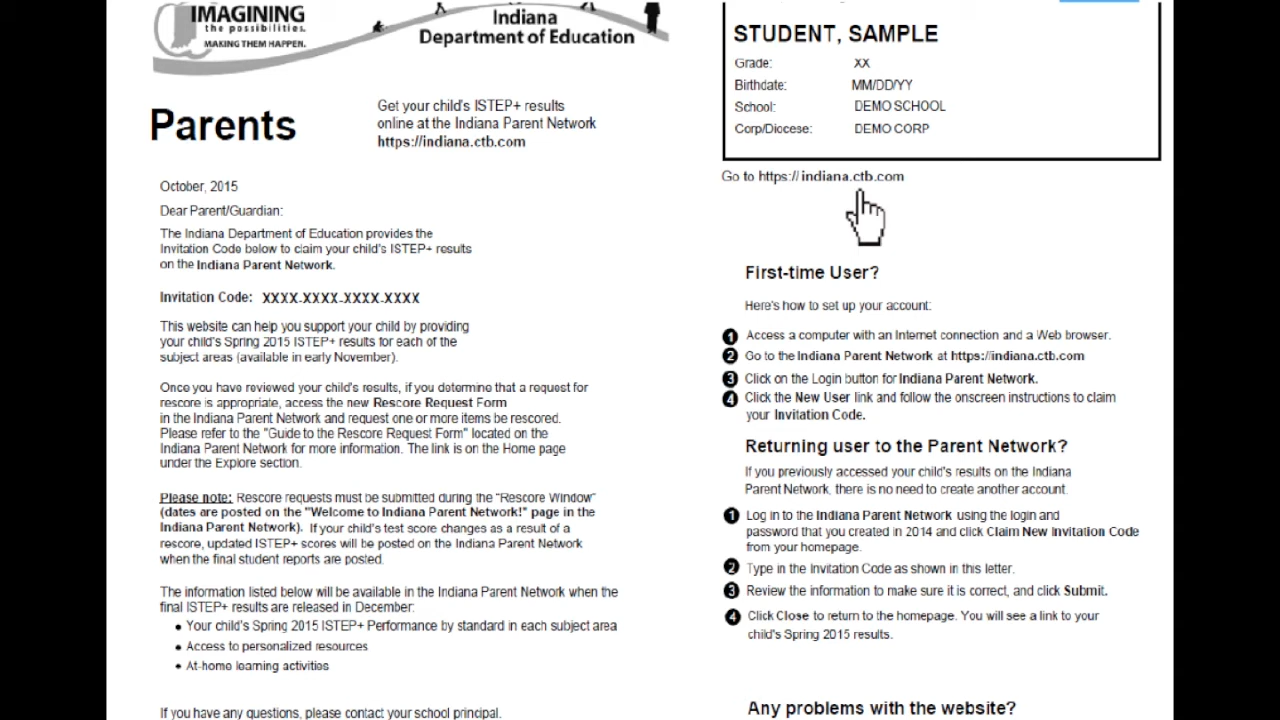 IMAGINING
the possibilities.
MAKING THEM HAPPEN.
Indiana
Department of Education
Parents
Get your child's ISTEP+ results
online at the Indiana Parent Network
https://indiana.ctb.com
October, 2015
Dear Parent/Guardian:
The Indiana Department of Education provides the
Invitation Code below to claim your child's ISTEP+ results
on the Indiana Parent Network.
Invitation Code: XXXX-XXXX-XXXX-XXXX
This website can help you support your child by providing
your child's Spring 2015 ISTEP+ results for each of the
subject areas (available in early November).
Once you have reviewed your child's results, if you determine that a request for
rescore is appropriate, access the new Rescore Request Form
in the Indiana Parent Network and request one or more items be rescored.
Please refer to the "Guide to the Rescore Request Form" located on the
Indiana Parent Network for more information. The link is on the Home page
under the Explore section.
Please note: Rescore requests must be submitted during the "Rescore Window"
(dates are posted on the "Welcome to Indiana Parent Network!" page in the
Indiana Parent Network). If your child's test score changes as a result of a
rescore, updated ISTEP+ scores will be posted on the Indiana Parent Network
when the final student reports are posted.
The information listed below will be available in the Indiana Parent Network when the
final ISTEP+ results are released in December:
• Your child's Spring 2015 ISTEP+ Performance by standard in each subject area
• Access to personalized resources
• At-home learning activities
If you have any questions, please contact your school principal.
STUDENT, SAMPLE
Grade: XX
Birthdate: MM/DD/YY
School: DEMO SCHOOL
Corp/Diocese: DEMO CORP
Go to https://indiana.ctb.com
First-time User?
Here's how to set up your account:
1 Access a computer with an Internet connection and a Web browser.
2 Go to the Indiana Parent Network at https://indiana.ctb.com
3 Click on the Login button for Indiana Parent Network.
4 Click the New User link and follow the onscreen instructions to claim
your Invitation Code.
Returning user to the Parent Network?
If you previously accessed your child's results on the Indiana
Parent Network, there is no need to create another account.
1 Log in to the Indiana Parent Network using the login and
password that you created in 2014 and click Claim New Invitation Code
from your homepage.
2 Type in the Invitation Code as shown in this letter.
3 Review the information to make sure it is correct, and click Submit.
4 Click Close to return to the homepage. You will see a link to your
child's Spring 2015 results.
Any problems with the website?